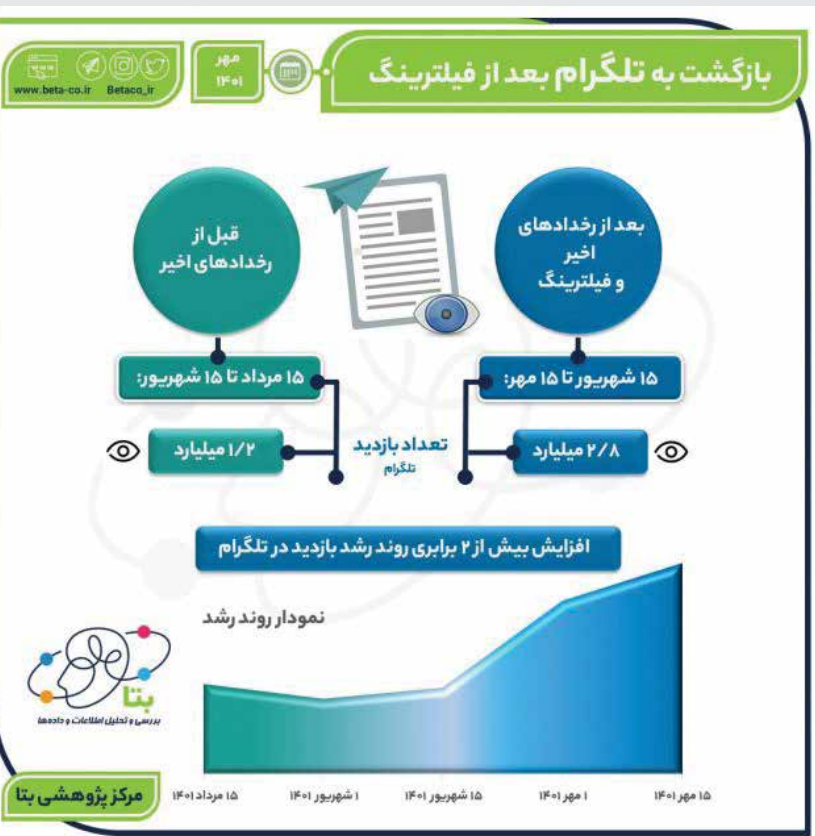 بازگشت به تلگرام بعد از فیلترینگ
مهر
۱۴۰۱
www.beta-co.ir Betaco_ir
بعد از رخدادهای
اخیر
و فیلترینگ
قبل از
رخدادهای اخیر
۱۵ شهریور تا ۱۵ مهر:
۱۵ مرداد تا ۱۵ شهریور:
تعداد بازدید
تلگرام
۲/۸ میلیارد
۱/۲ میلیارد
افزایش بیش از ۲ برابری روند رشد بازدید در تلگرام
نمودار روند رشد
بتا
بررسی و تحلیل اطلاعات و داده‌ها
۱۵ مرداد ۱۴۰۱
۱ شهریور ۱۴۰۱
۱۵ شهریور ۱۴۰۱
۱ مهر ۱۴۰۱
۱۵ مهر ۱۴۰۱
مرکز پژوهشی بتا